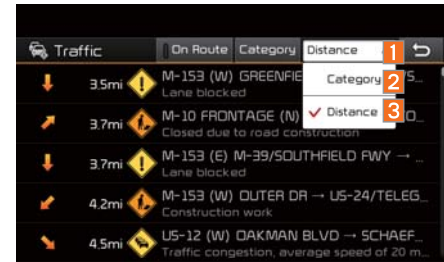 Traffic On Route Category Distance 1
Category 2
Distance 3
3.5mi M-153 (W) GREENFIE
Lane blocked
3.7mi M-10 FRONTAGE (N)
Closed due to road construction
3.7mi M-153 (E) M-39/SOUTHFIELD FWY →
Lane blocked
4.2mi M-153 (W) OUTER DR → US-24/TELEG...
Construction work
4.5mi US-12 (W) OAKMAN BLVD → SCHAEF...
Traffic congestion, average speed of 20 m...